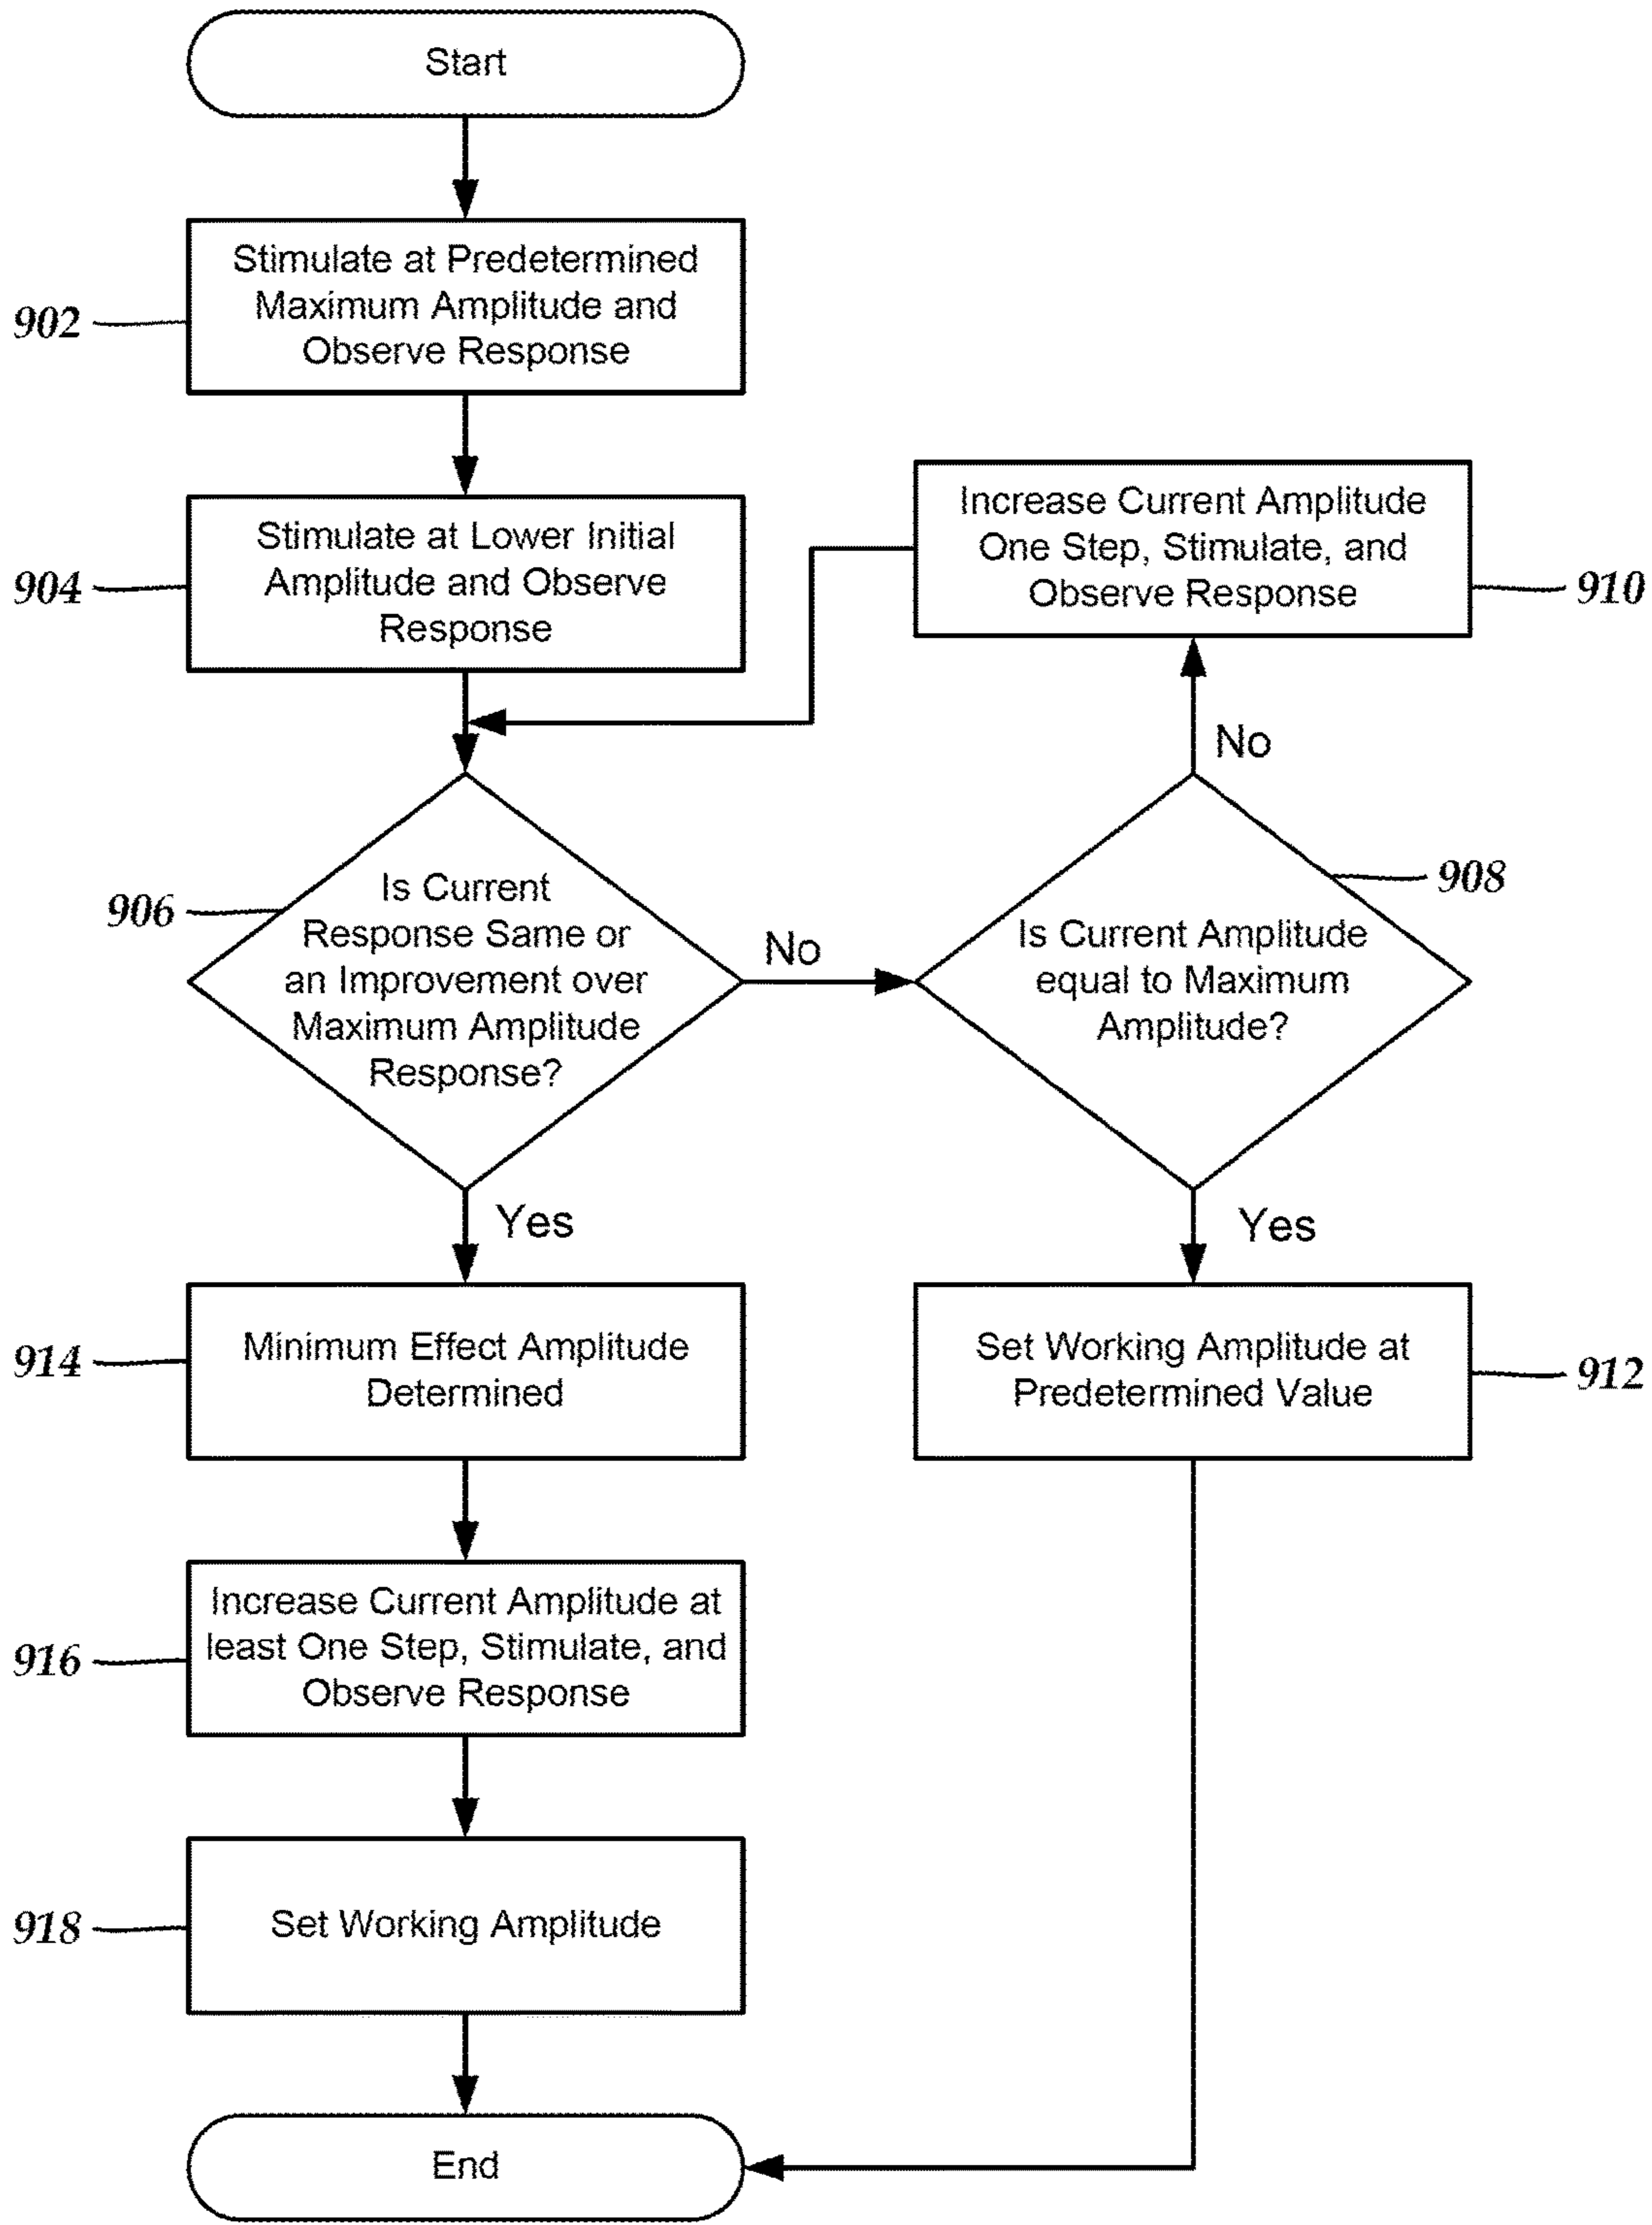 Start
Stimulate at Predetermined
Maximum Amplitude and
Observe Response
902
Stimulate at Lower Initial
Amplitude and Observe
Response
904
Increase Current Amplitude
One Step, Stimulate, and
Observe Response
910
No
906
Is Current
Response Same or
an Improvement over
Maximum Amplitude
Response?
No
908
Is Current Amplitude
equal to Maximum
Amplitude?
Yes
Yes
914
Minimum Effect Amplitude
Determined
Set Working Amplitude at
Predetermined Value
912
Increase Current Amplitude at
least One Step, Stimulate, and
Observe Response
916
918
Set Working Amplitude
End